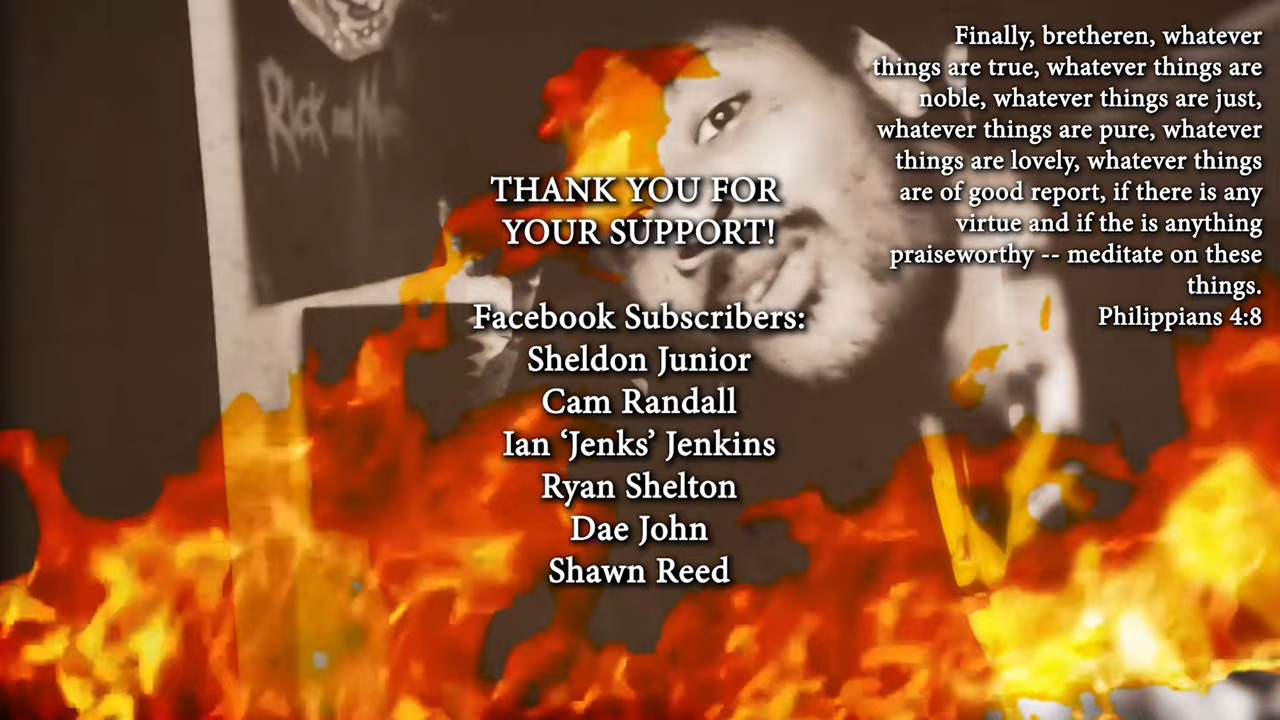 Rick and
THANK YOU FOR
YOUR SUPPORT!
Facebook Subscribers:
Sheldon Junior
Cam Randall
Ian ‘Jenks’ Jenkins
Ryan Shelton
Dae John
Shawn Reed
Finally, bretheren, whatever
things are true, whatever things are
noble, whatever things are just,
whatever things are pure, whatever
things are lovely, whatever things
are of good report, if there is any
virtue and if the is anything
praiseworthy -- meditate on these
things.
Philippians 4:8